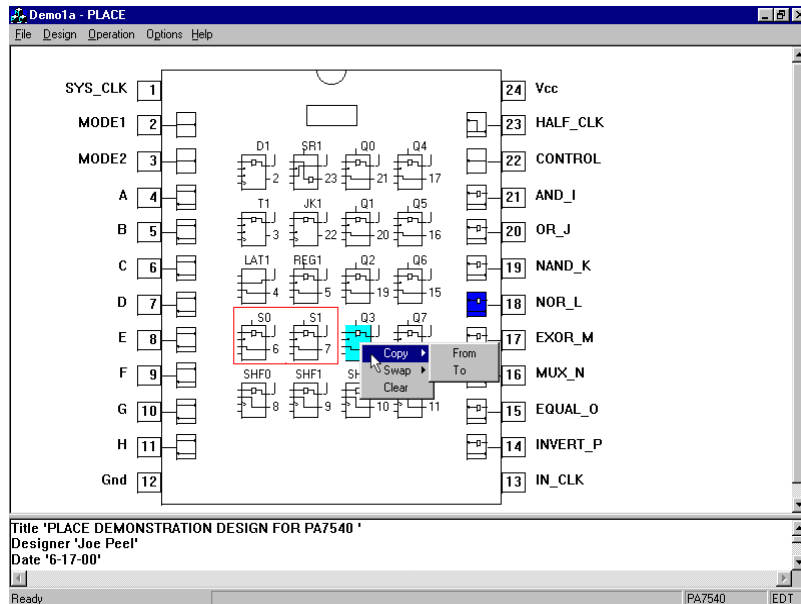 Demo1a - PLACE
File Design Operation Options Help
SYS_CLK 1 24 Vcc
MODE1 2 23 HALF_CLK
D1 SR1 Q0 Q4
MODE2 3 22 CONTROL
2 23 21 17
A 4 21 AND_I
T1 JK1 Q1 Q5
B 5 20 OR_J
3 22 20 16
C 6 19 NAND_K
LAT1 REG1 Q2 Q6
4 5 19 15
D 7 18 NOR_L
S0 S1 Q3 Q7
E 8 17 EXOR_M
6 7
Copy From
F 9 16 MUX_N
SHF0 SHF1
Swap To
Clear
G 10 15 EQUAL_O
8 9 10 11
H 11 14 INVERT_P
Gnd 12 13 IN_CLK
Title 'PLACE DEMONSTRATION DESIGN FOR PA7540 '
Designer 'Joe Peel'
Date '6-17-00'
Ready PA7540 EDT